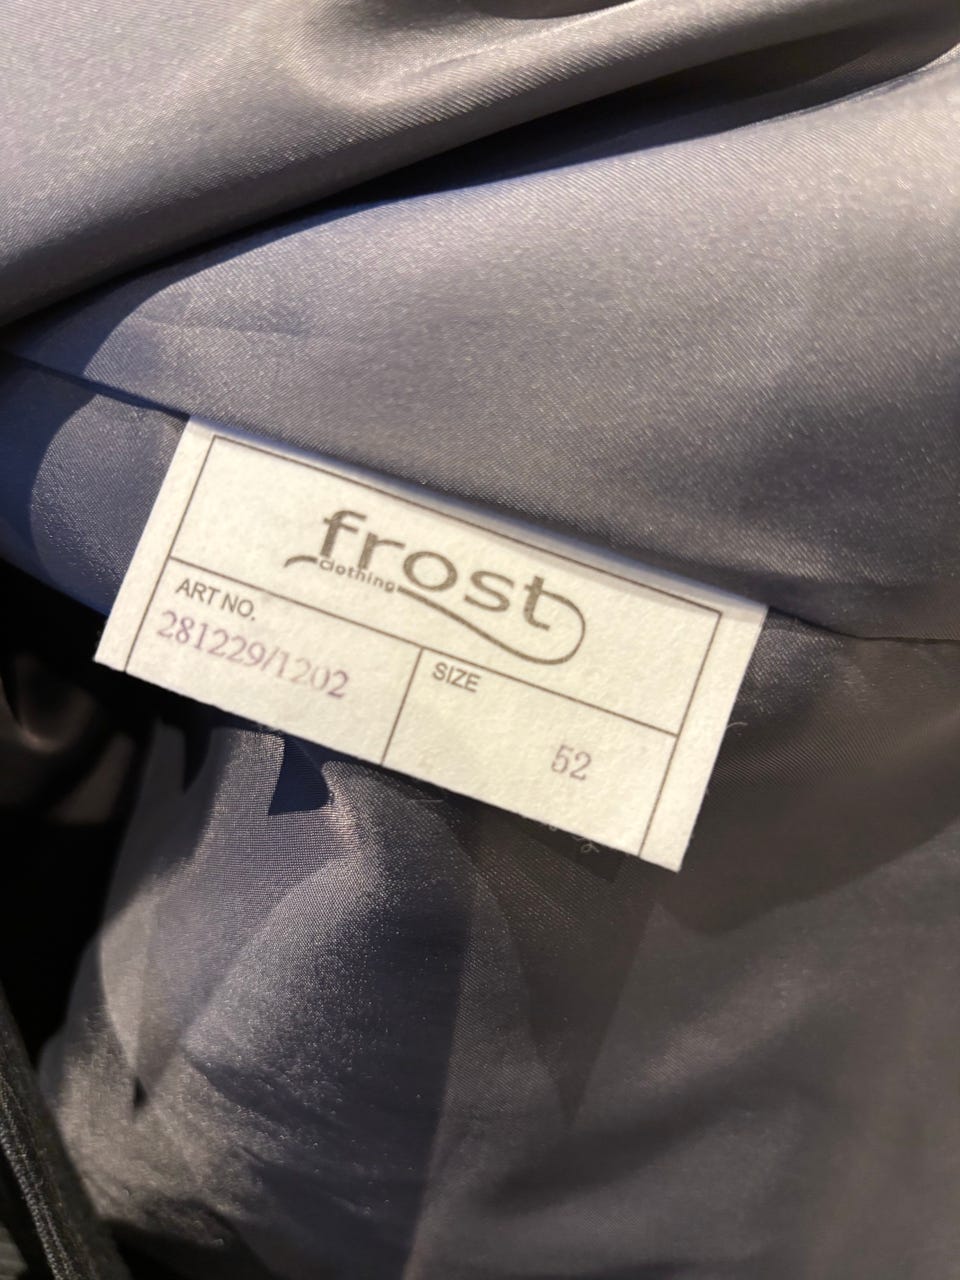 frost
clothing
ART NO.
281229/1202
SIZE
52